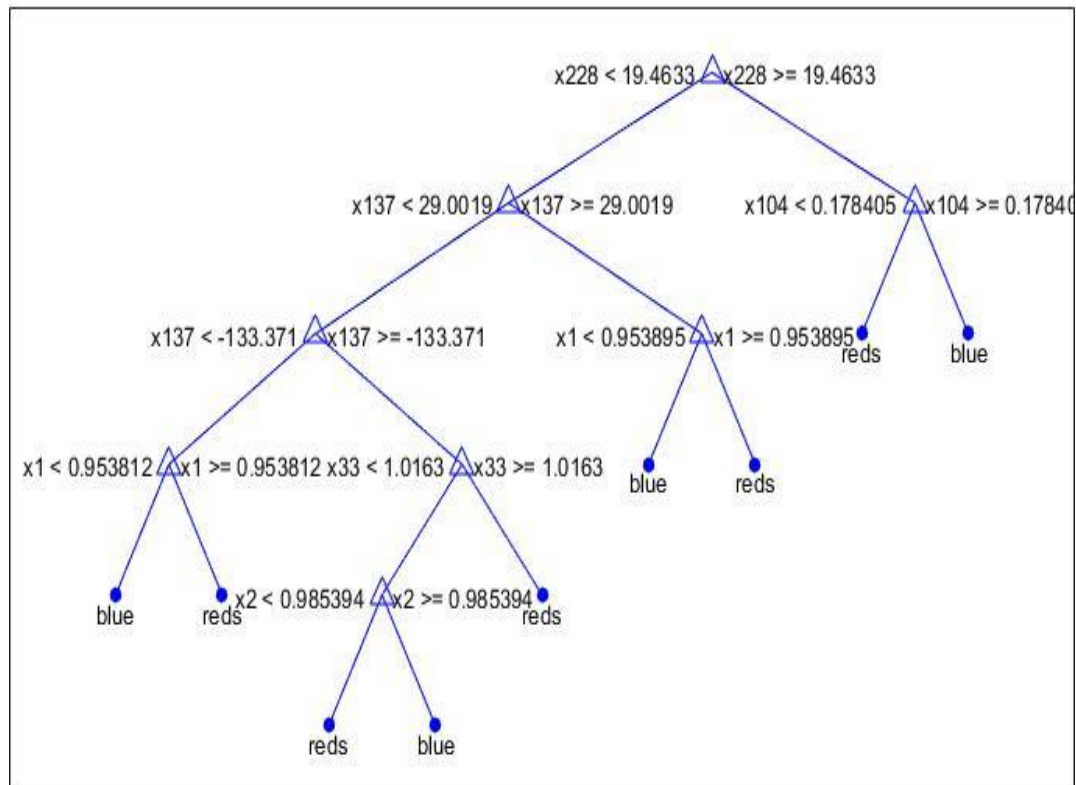 x228 < 19.4633 x228 >= 19.4633
x137 < 29.0019 x137 >= 29.0019 x104 < 0.178405 x104 >= 0.17840
x137 < -133.371 x137 >= -133.371 x1 < 0.953895 x1 >= 0.953895
reds blue
x1 < 0.953812 x1 >= 0.953812 x33 < 1.0163 x33 >= 1.0163
blue reds
x2 < 0.985394 x2 >= 0.985394
blue reds reds
reds blue